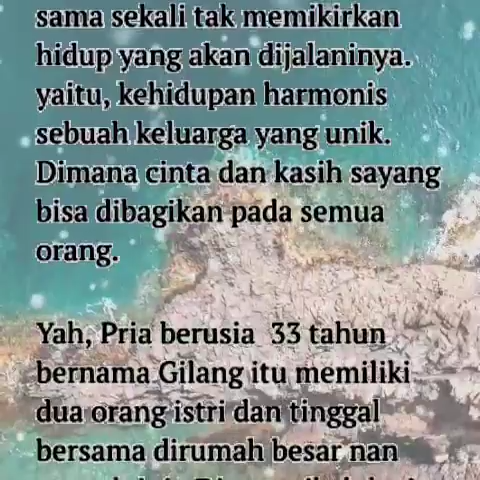 sama sekali tak memikirkan
hidup yang akan dijalaninya.
yaitu, kehidupan harmonis
sebuah keluarga yang unik.
Dimana cinta dan kasih sayang
bisa dibagikan pada semua
orang.
Yah, Pria berusia 33 tahun
bernama Gilang itu memiliki
dua orang istri dan tinggal
bersama dirumah besar nan